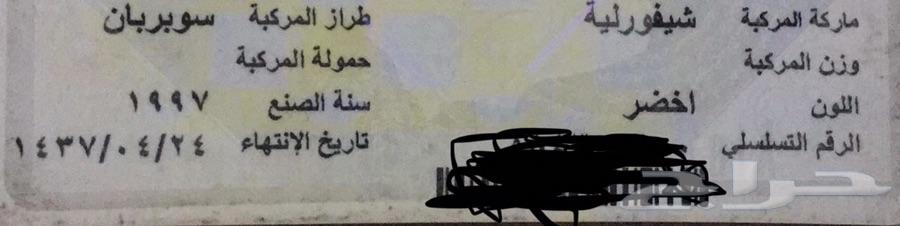 ماركة المركبة شيفورلية طراز المركبة سوبربان
وزن المركبة حمولة المركبة
اللون اخضر سنة الصنع ١٩٩٧
الرقم التسلسلي تاريخ الإنتهاء ١٤٣٧/٠٤/٢٤
حراج